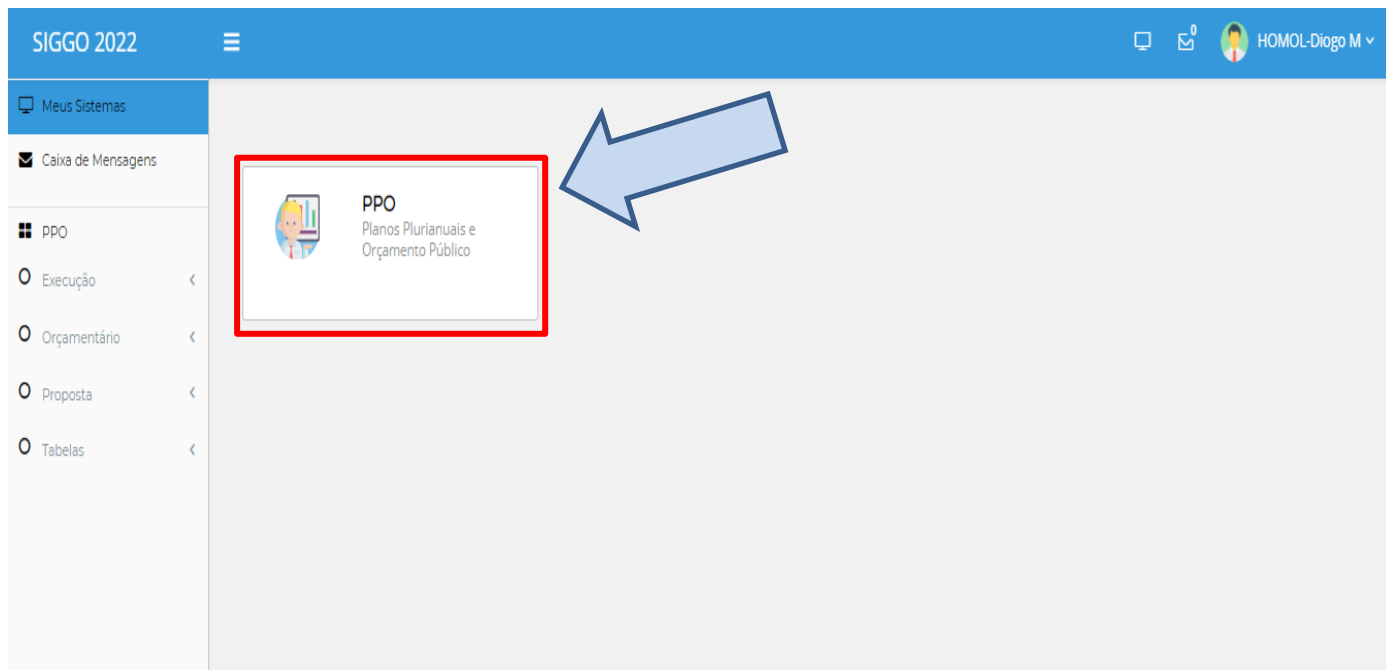 SIGGO 2022
0
HOMOL-Diogo M
Meus Sistemas
Caixa de Mensagens
PPO
Execução
Orçamentário
Proposta
Tabelas
PPO
Planos Plurianuais e
Orçamento Público